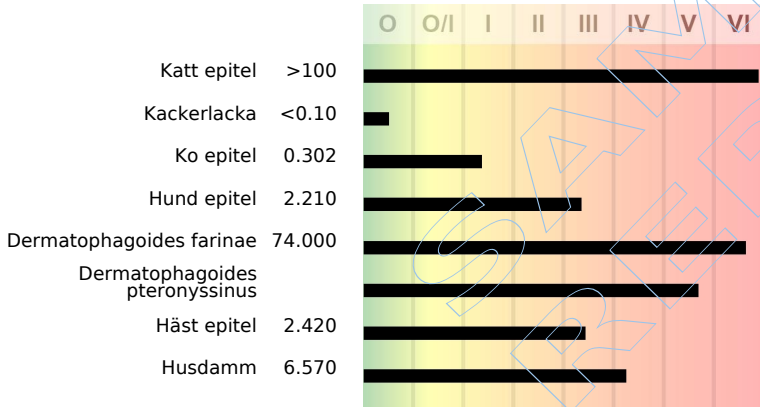 O O/I I II III IV V VI
Katt epitel >100
Kackerlacka <0.10
Ko epitel 0.302
Hund epitel 2.210
Dermatophagoides farinae 74.000
Dermatophagoides
pteronyssinus
Häst epitel 2.420
Husdamm 6.570